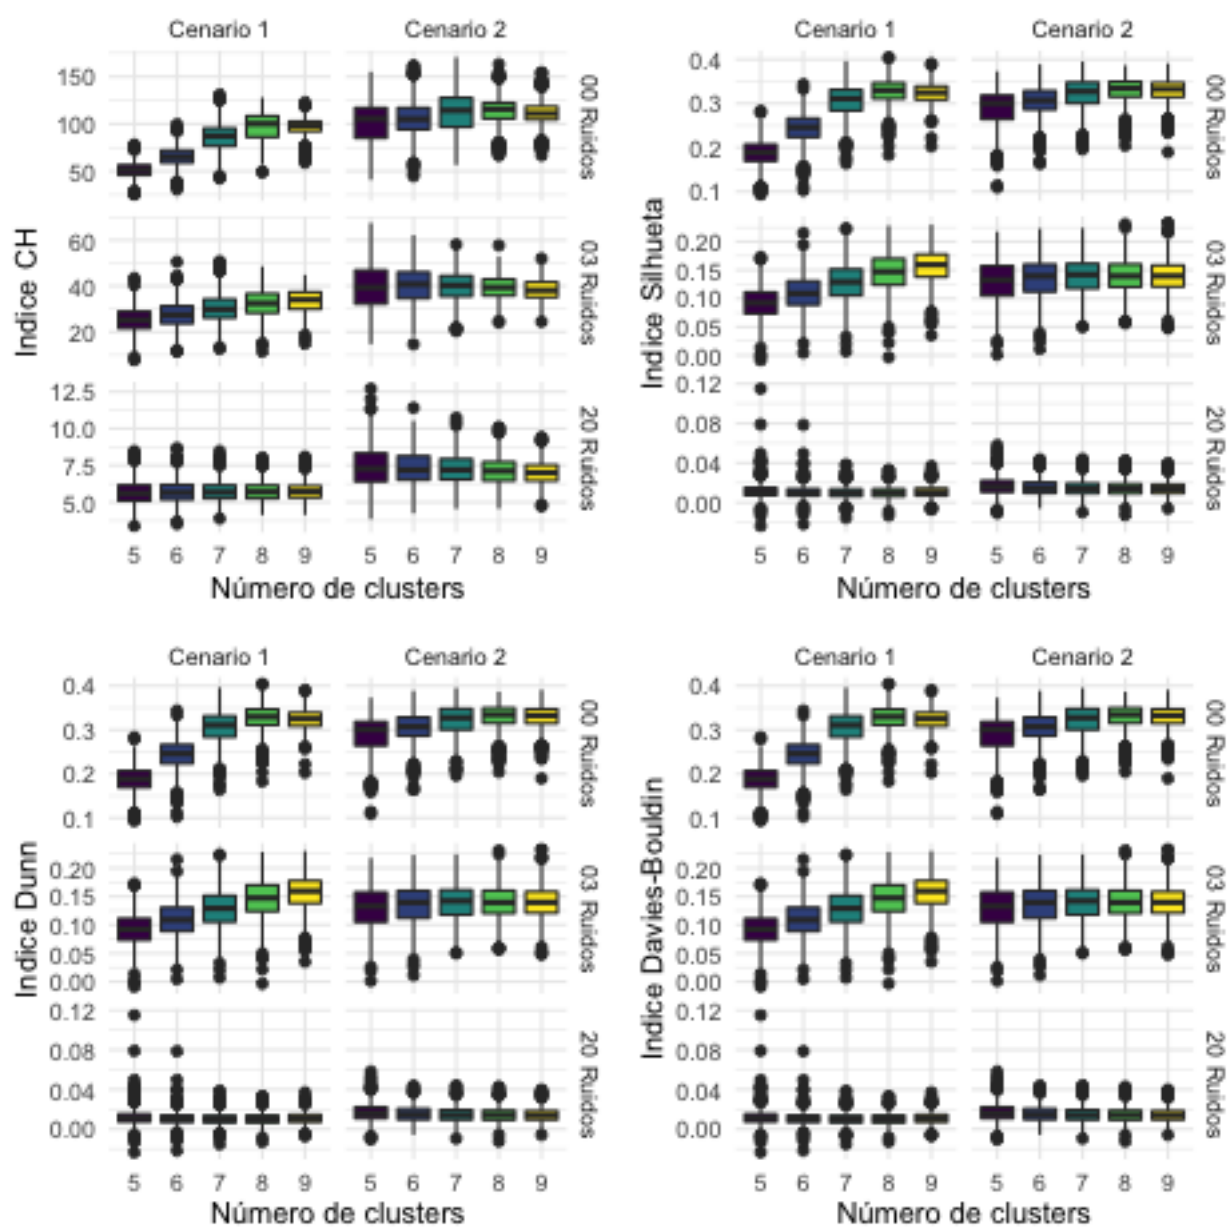 Cenario 1 Cenario 2
150
100
50
00 Ruidos
60
40
20
03 Ruidos
12.5
10.0
7.5
5.0
20 Ruidos
Indice CH
5 6 7 8 9 5 6 7 8 9
Número de clusters
Cenario 1 Cenario 2
0.4
0.3
0.2
0.1
00 Ruidos
0.20
0.15
0.10
0.05
0.00
03 Ruidos
0.12
0.08
0.04
0.00
20 Ruidos
Indice Silhueta
5 6 7 8 9 5 6 7 8 9
Número de clusters
Cenario 1 Cenario 2
0.4
0.3
0.2
0.1
00 Ruidos
0.20
0.15
0.10
0.05
0.00
03 Ruidos
0.12
0.08
0.04
0.00
20 Ruidos
Indice Dunn
5 6 7 8 9 5 6 7 8 9
Número de clusters
Cenario 1 Cenario 2
0.4
0.3
0.2
0.1
00 Ruidos
0.20
0.15
0.10
0.05
0.00
03 Ruidos
0.12
0.08
0.04
0.00
20 Ruidos
Indice Davies-Bouldin
5 6 7 8 9 5 6 7 8 9
Número de clusters